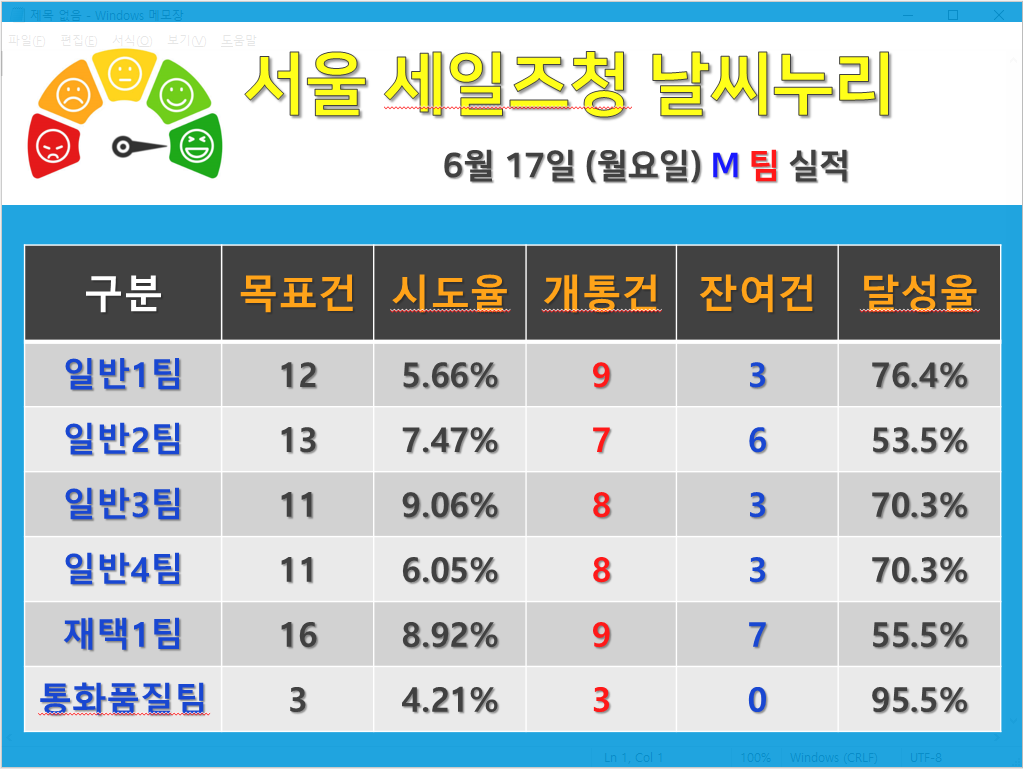 제목 없음 - Windows 메모장
파일(F) 편집(E) 서식(O) 보기(V) 도움말
서울 세일즈청 날씨누리
6월 17일 (월요일) M 팀 실적
구분 목표건 시도율 개통건 잔여건 달성율
일반1팀 12 5.66% 9 3 76.4%
일반2팀 13 7.47% 7 6 53.5%
일반3팀 11 9.06% 8 3 70.3%
일반4팀 11 6.05% 8 3 70.3%
재택1팀 16 8.92% 9 7 55.5%
통화품질팀 3 4.21% 3 0 95.5%
Ln 1, Col 1 100% Windows (CRLF) UTF-8